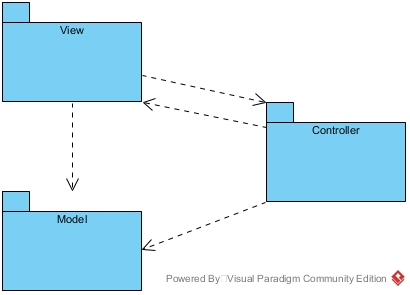 View
Controller
Model
Powered By Visual Paradigm Community Edition